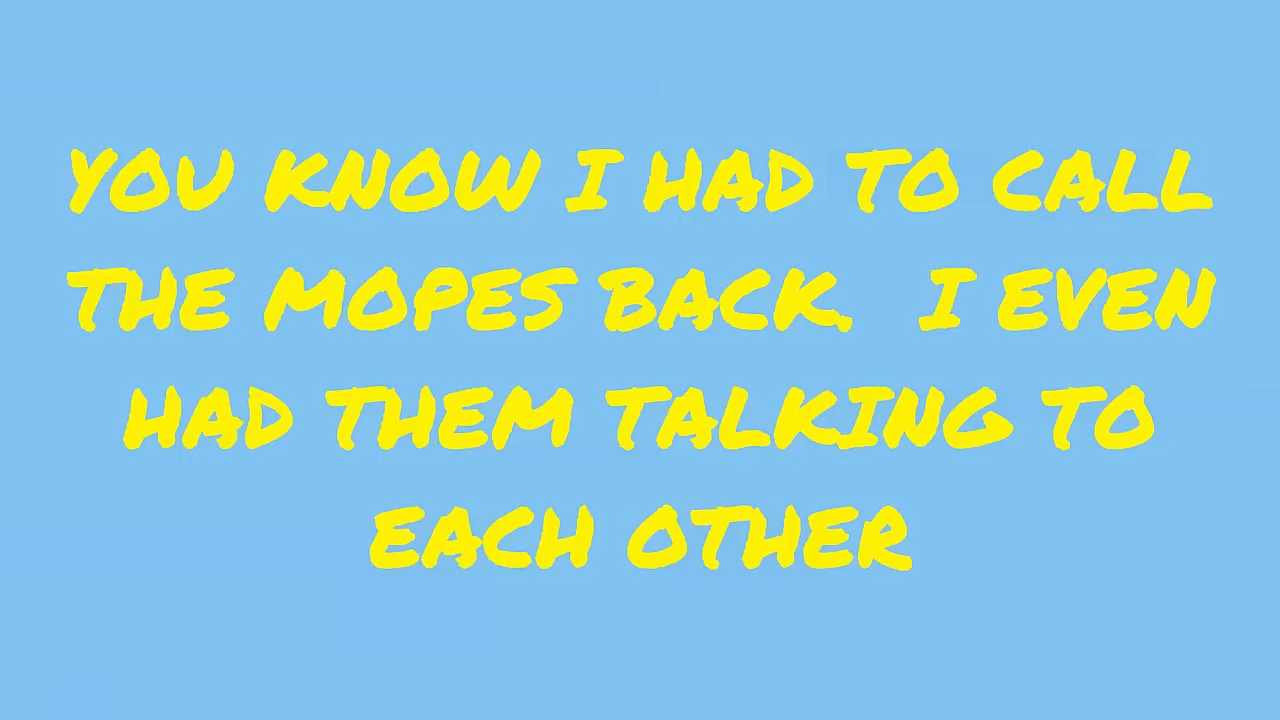 YOU KNOW I HAD TO CALL
THE MOPES BACK.  I EVEN
HAD THEM TALKING TO
EACH OTHER